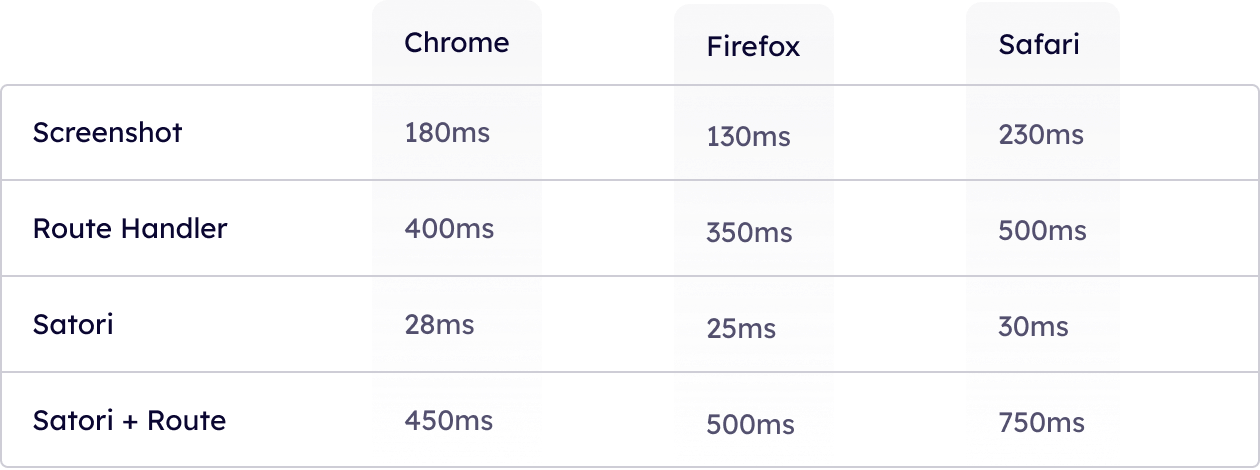 Chrome Firefox Safari
Screenshot 180ms 130ms 230ms
Route Handler 400ms 350ms 500ms
Satori 28ms 25ms 30ms
Satori + Route 450ms 500ms 750ms